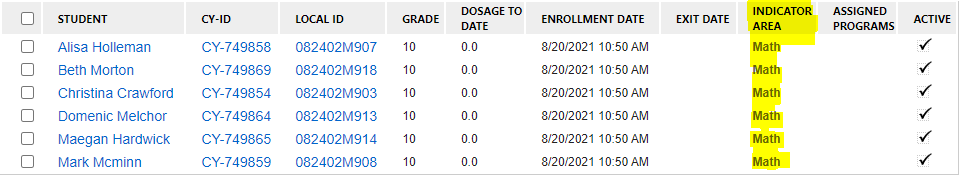 STUDENT CY-ID LOCAL ID GRADE DOSAGE TO DATE ENROLLMENT DATE EXIT DATE INDICATOR AREA ASSIGNED PROGRAMS ACTIVE
Alisa Holleman CY-749858 082402M907 10 0.0 8/20/2021 10:50 AM Math
Beth Morton CY-749869 082402M918 10 0.0 8/20/2021 10:50 AM Math
Christina Crawford CY-749854 082402M903 10 0.0 8/20/2021 10:50 AM Math
Domenic Melchor CY-749864 082402M913 10 0.0 8/20/2021 10:50 AM Math
Maegan Hardwick CY-749865 082402M914 10 0.0 8/20/2021 10:50 AM Math
Mark Mcminn CY-749859 082402M908 10 0.0 8/20/2021 10:50 AM Math